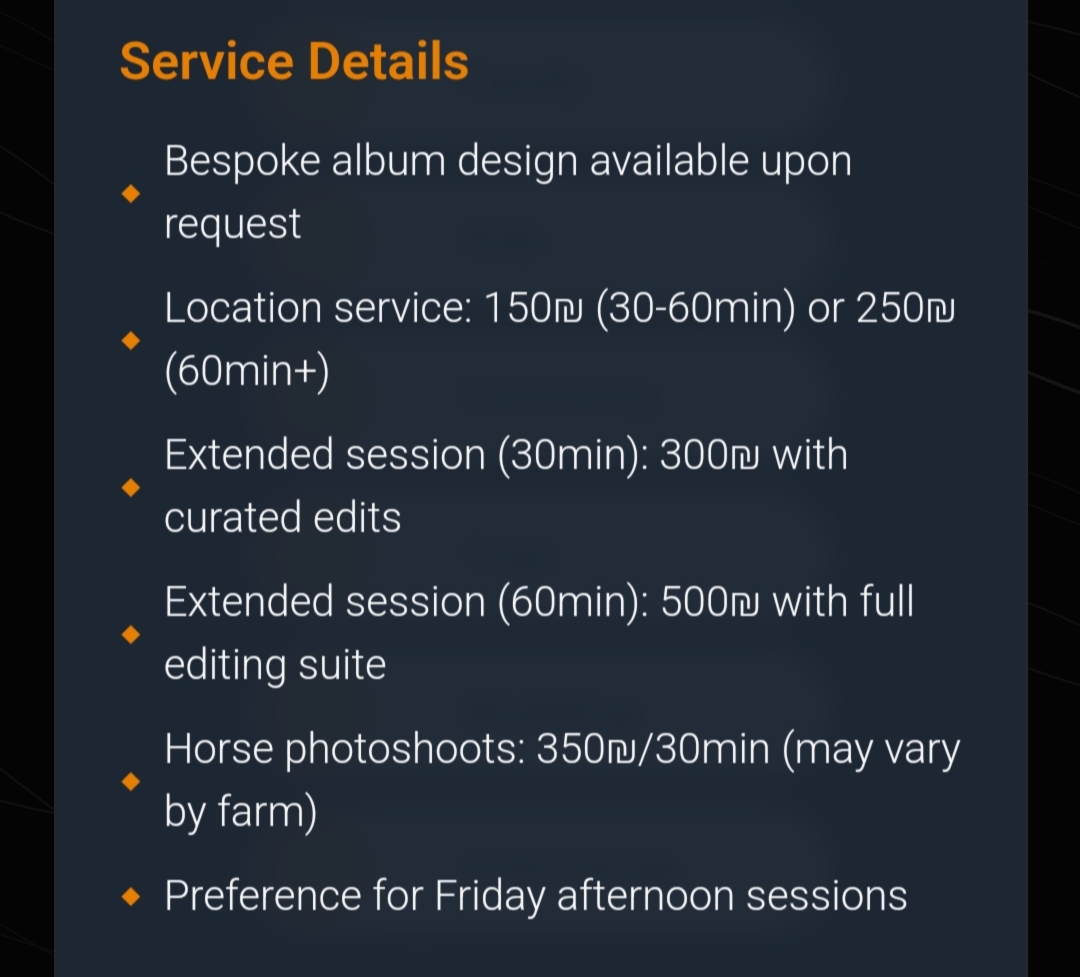 Service Details
Bespoke album design available upon
request
Location service: 150₪ (30-60min) or 250₪
(60min+)
Extended session (30min): 300₪ with
curated edits
Extended session (60min): 500₪ with full
editing suite
Horse photoshoots: 350₪/30min (may vary
by farm)
Preference for Friday afternoon sessions